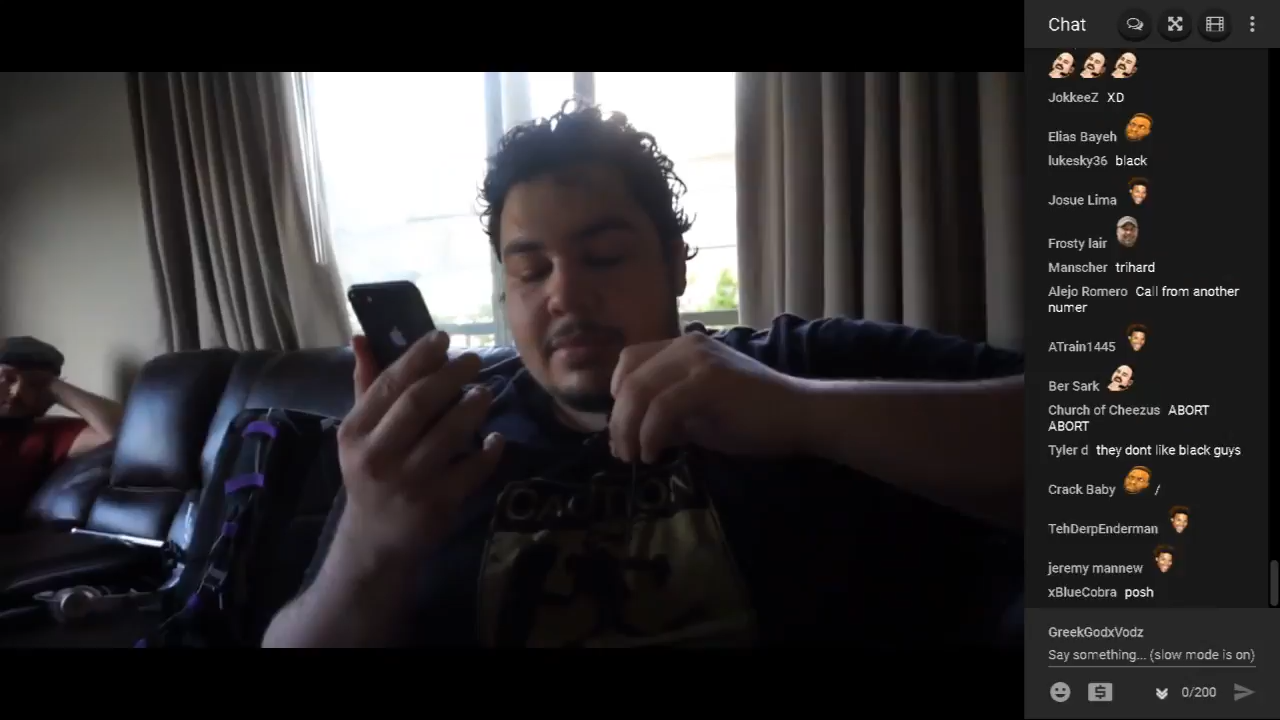 CAUTION
Chat
JokkeeZ XD
Elias Bayeh
lukesky36 black
Josue Lima
Frosty lair
Manscher trihard
Alejo Romero Call from another
numer
ATrain1445
Ber Sark
Church of Cheezus ABORT
ABORT
Tyler d they dont like black guys
Crack Baby /
TehDerpEnderman
jeremy mannew
xBlueCobra posh
GreekGodxVodz
Say something... (slow mode is on)
0/200